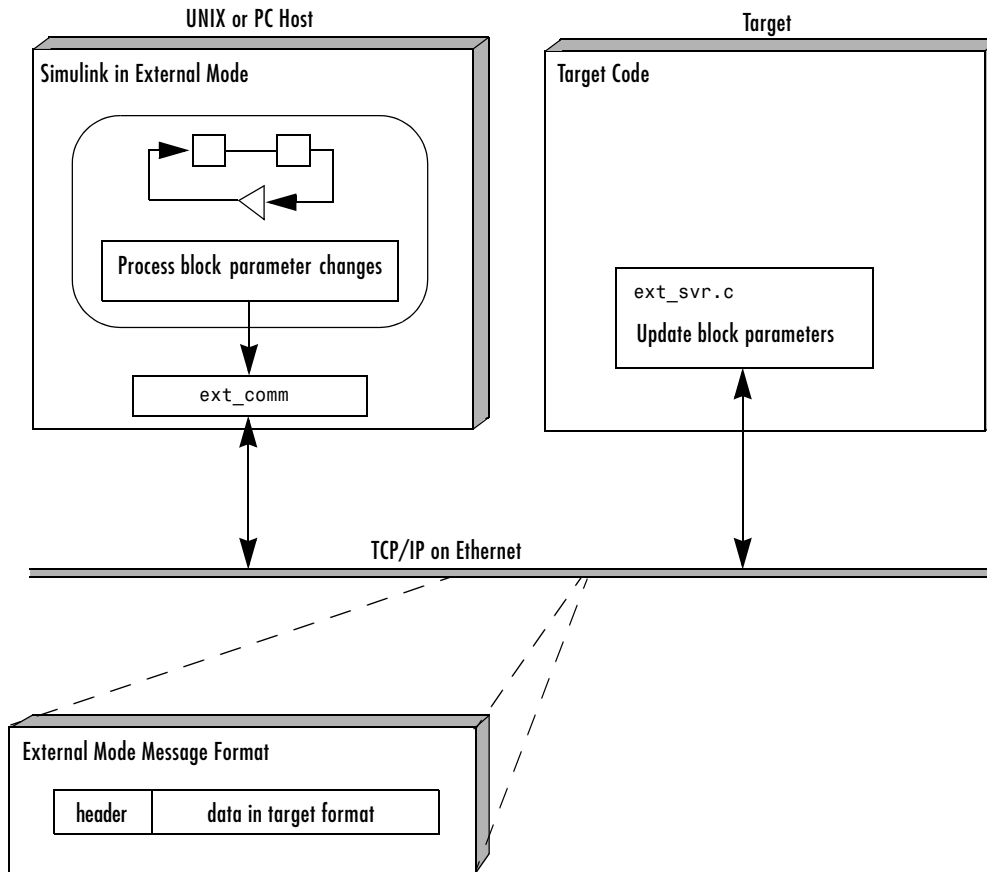 UNIX or PC Host
Target
Simulink in External Mode
Target Code
Process block parameter changes
ext_svr.c
Update block parameters
ext_comm
TCP/IP on Ethernet
External Mode Message Format
header
data in target format